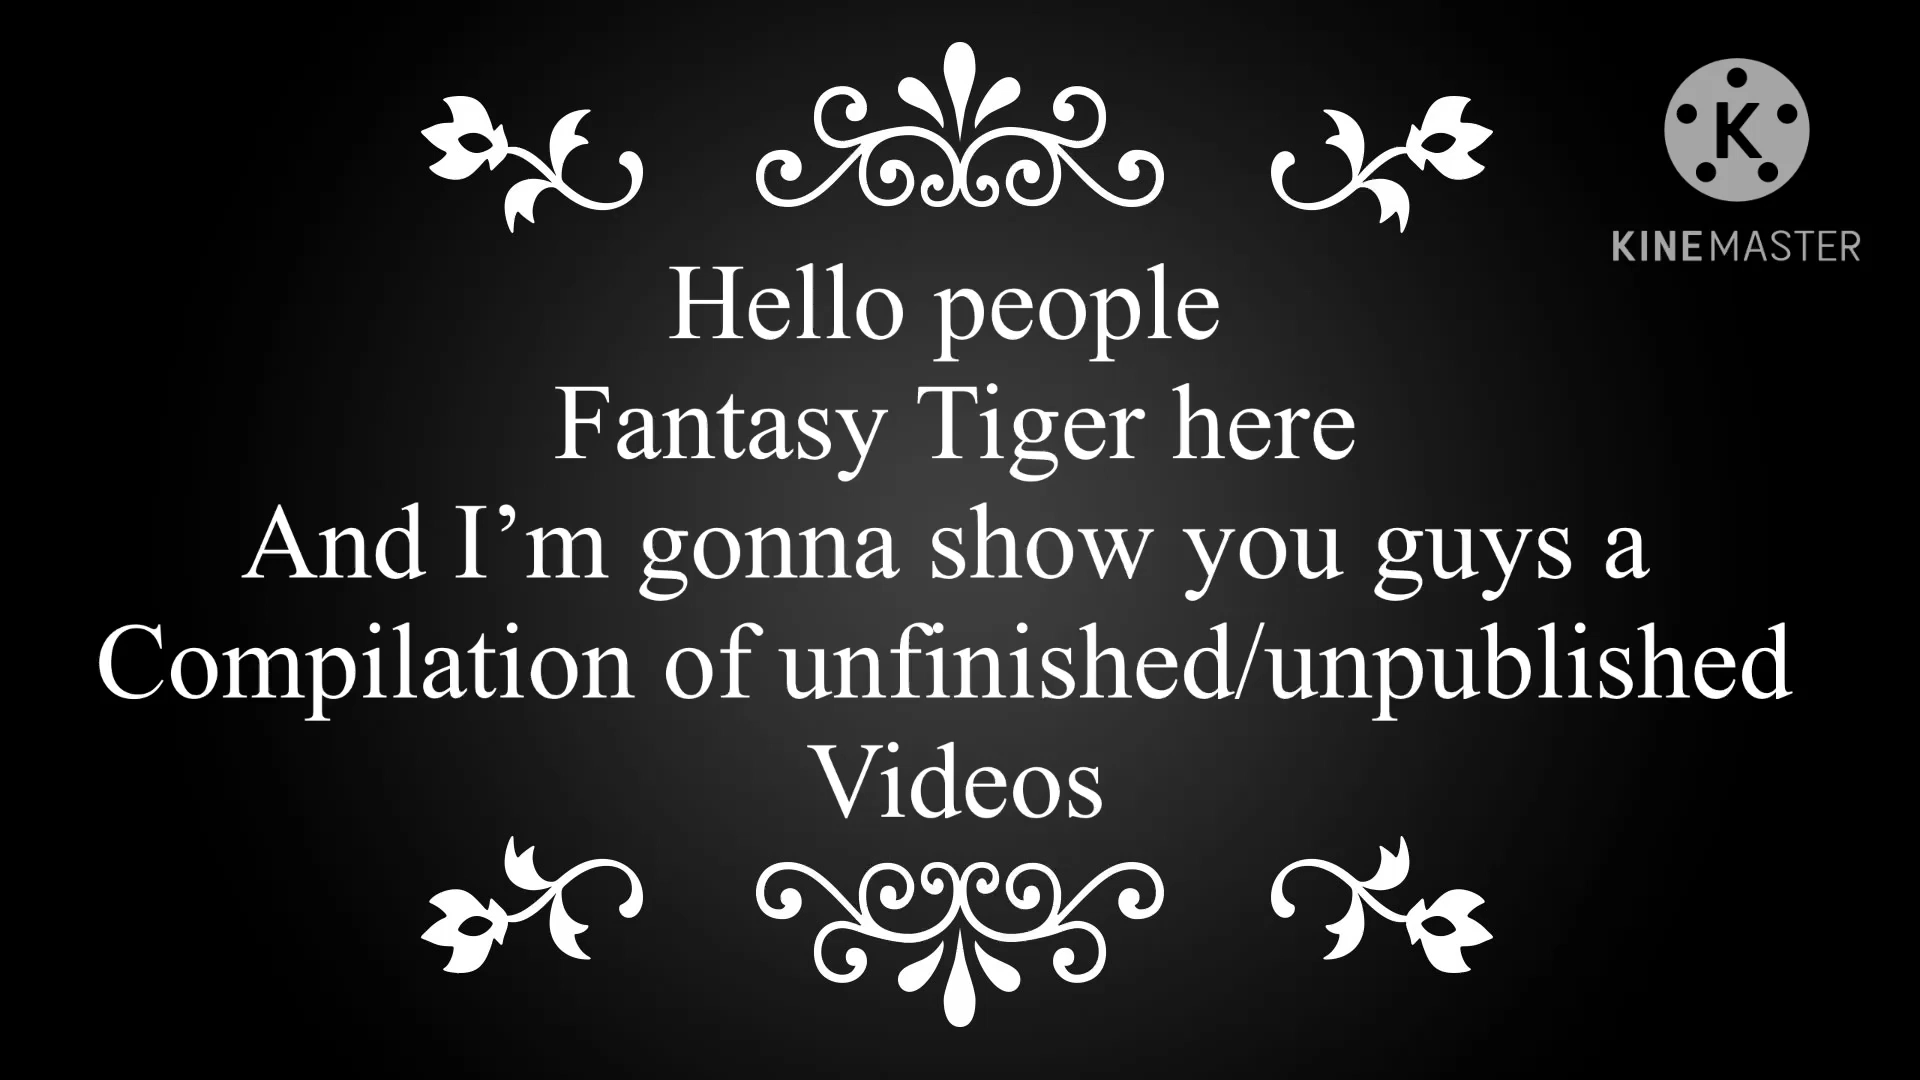 K
KINEMASTER
Hello people
Fantasy Tiger here
And I’m gonna show you guys a
Compilation of unfinished/unpublished
Videos